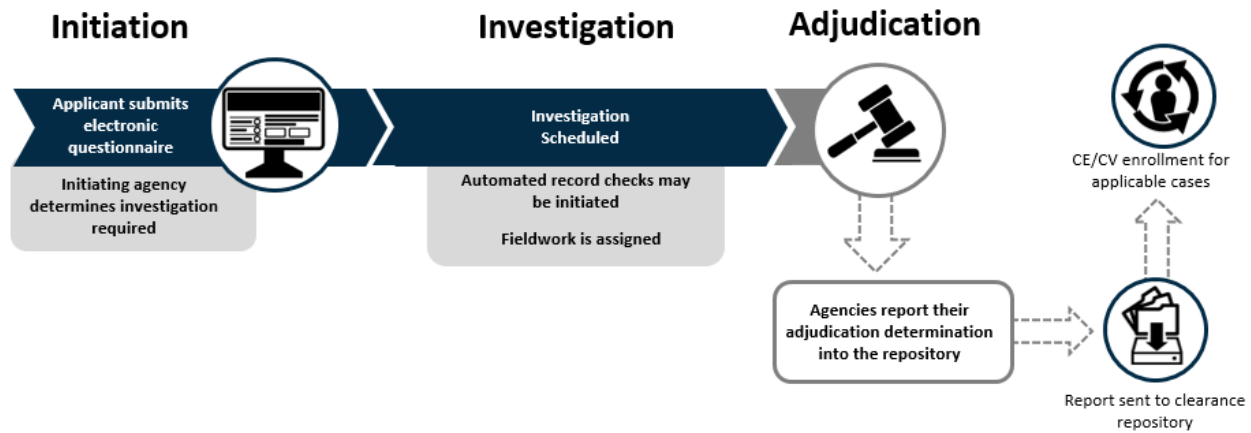 Initiation
Investigation
Adjudication
Applicant submits
electronic
questionnaire
Initiating agency
determines investigation
required
Investigation
Scheduled
Automated record checks may
be initiated
Fieldwork is assigned
Agencies report their
adjudication determination
into the repository
CE/CV enrollment for
applicable cases
Report sent to clearance
repository